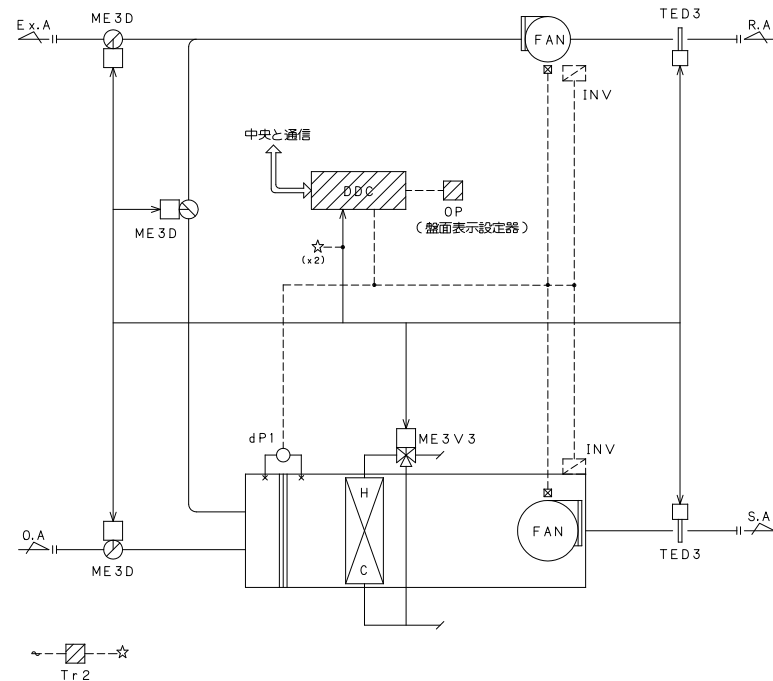 Ex.A
ME3D
FAN
TED3
R.A
INV
中央と通信
DDC
OP
(盤面表示設定器)
ME3D
(x2)
dP1
ME3V3
INV
H
C
FAN
O.A
ME3D
S.A
TED3
Tr2